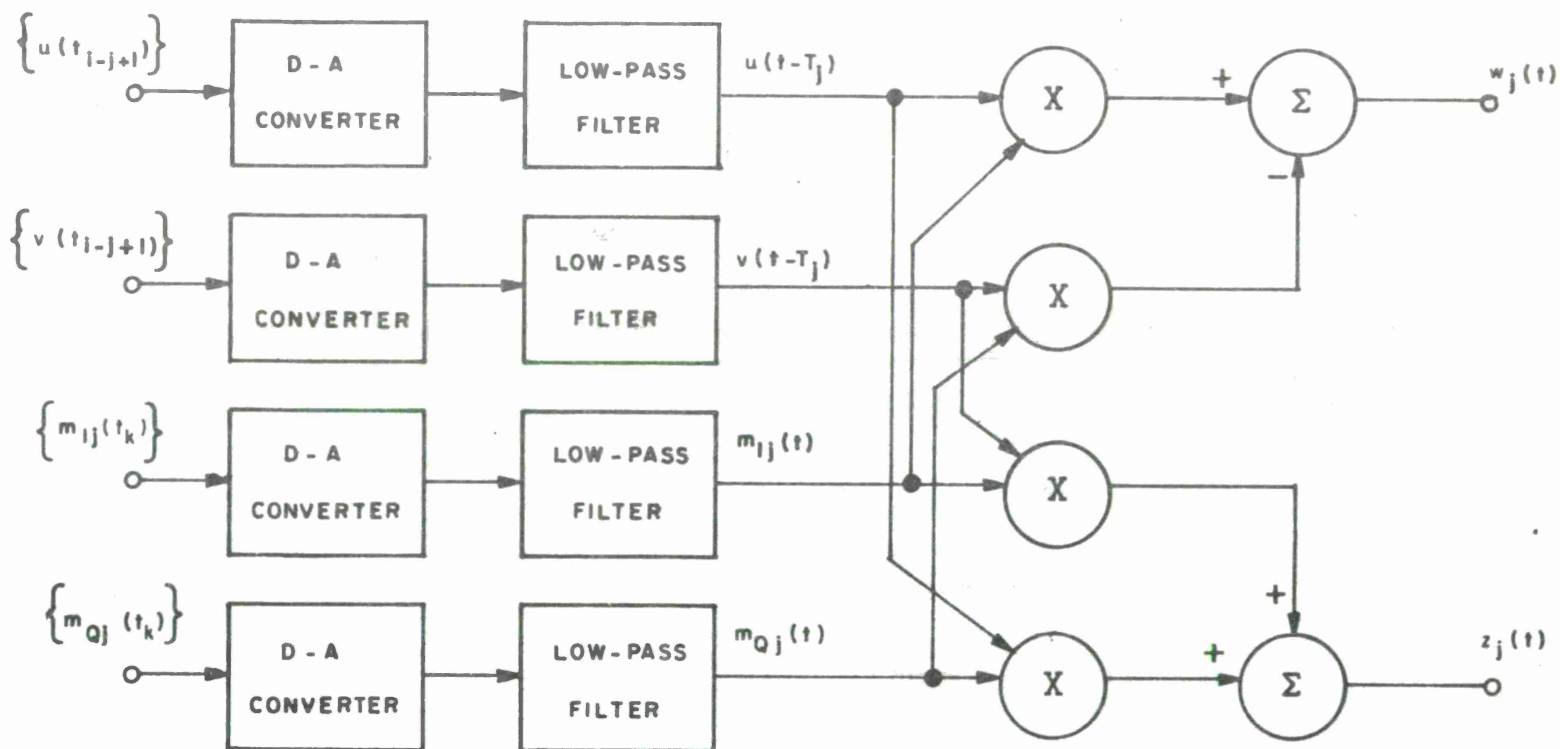 {u(t_{i-j+1})}
D-A
CONVERTER
LOW-PASS
FILTER
u(t-T_j)
X
+
Σ
w_j(t)
−
{v(t_{i-j+1})}
D-A
CONVERTER
LOW-PASS
FILTER
v(t-T_j)
X
{m_{Ij}(t_k)}
D-A
CONVERTER
LOW-PASS
FILTER
m_{Ij}(t)
X
+
{m_{Qj}(t_k)}
D-A
CONVERTER
LOW-PASS
FILTER
m_{Qj}(t)
X
+
Σ
z_j(t)